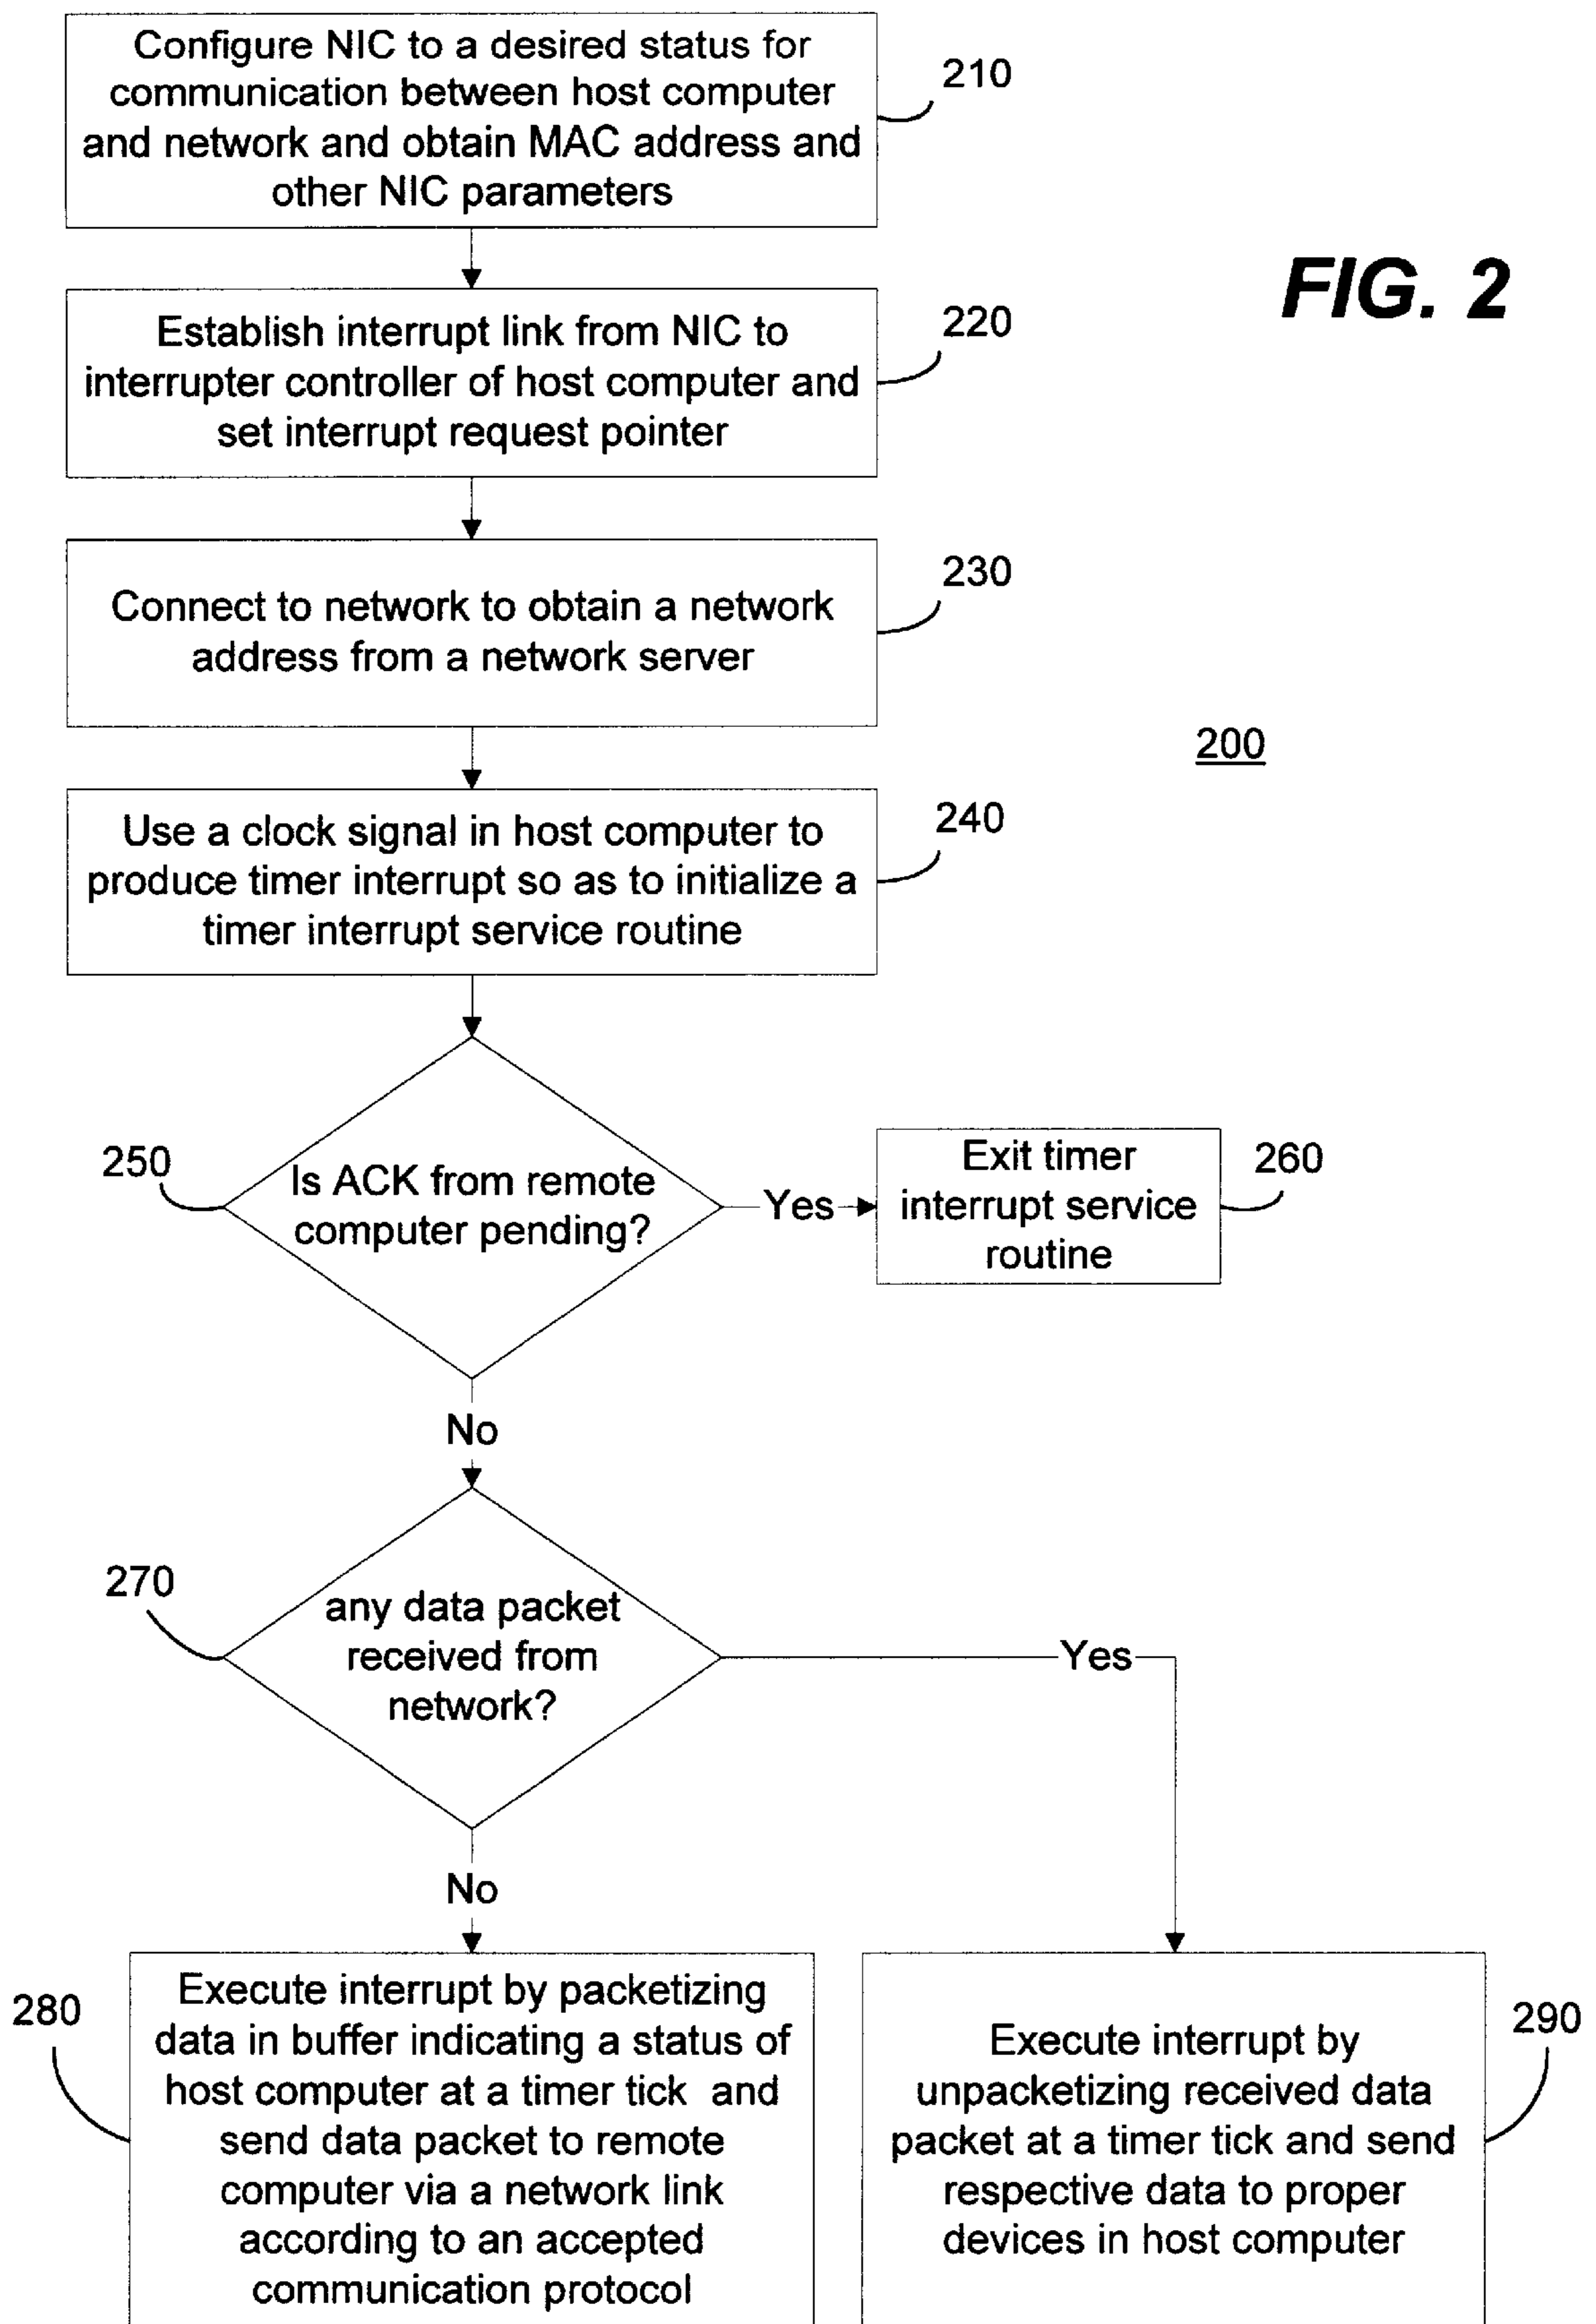 Configure NIC to a desired status for
communication between host computer
and network and obtain MAC address and
other NIC parameters
210
FIG. 2
Establish interrupt link from NIC to
interrupter controller of host computer and
set interrupt request pointer
220
Connect to network to obtain a network
address from a network server
230
200
Use a clock signal in host computer to
produce timer interrupt so as to initialize a
timer interrupt service routine
240
250
Is ACK from remote
computer pending?
Yes
Exit timer
interrupt service
routine
260
No
270
any data packet
received from
network?
Yes
No
280
Execute interrupt by packetizing
data in buffer indicating a status of
host computer at a timer tick and
send data packet to remote
computer via a network link
according to an accepted
communication protocol
Execute interrupt by
unpacketizing received data
packet at a timer tick and send
respective data to proper
devices in host computer
290